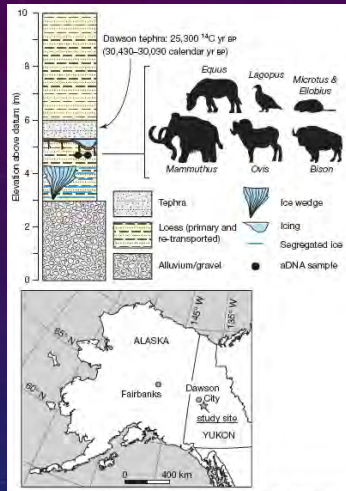 Dawson tephra: 25,300 14C yr BP
(30,430–30,090 calendar yr BP)
10
8
6
4
2
0
Elevation above datum (m)
Equus
Lagopus
Microtus &
Ellobius
Mammuthus
Ovis
Bison
Tephra
Loess (primary and
re-transported)
Alluvium/gravel
Ice wedge
Icing
Segregated ice
aDNA sample
145° W
135° W
65° N
60° N
ALASKA
Fairbanks
Dawson
City
study site
YUKON
0
400 km